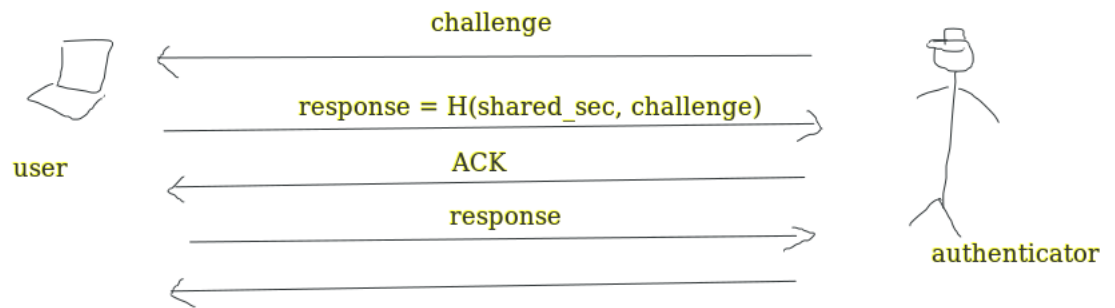 challenge
response = H(shared_sec, challenge)
user
ACK
response
authenticator